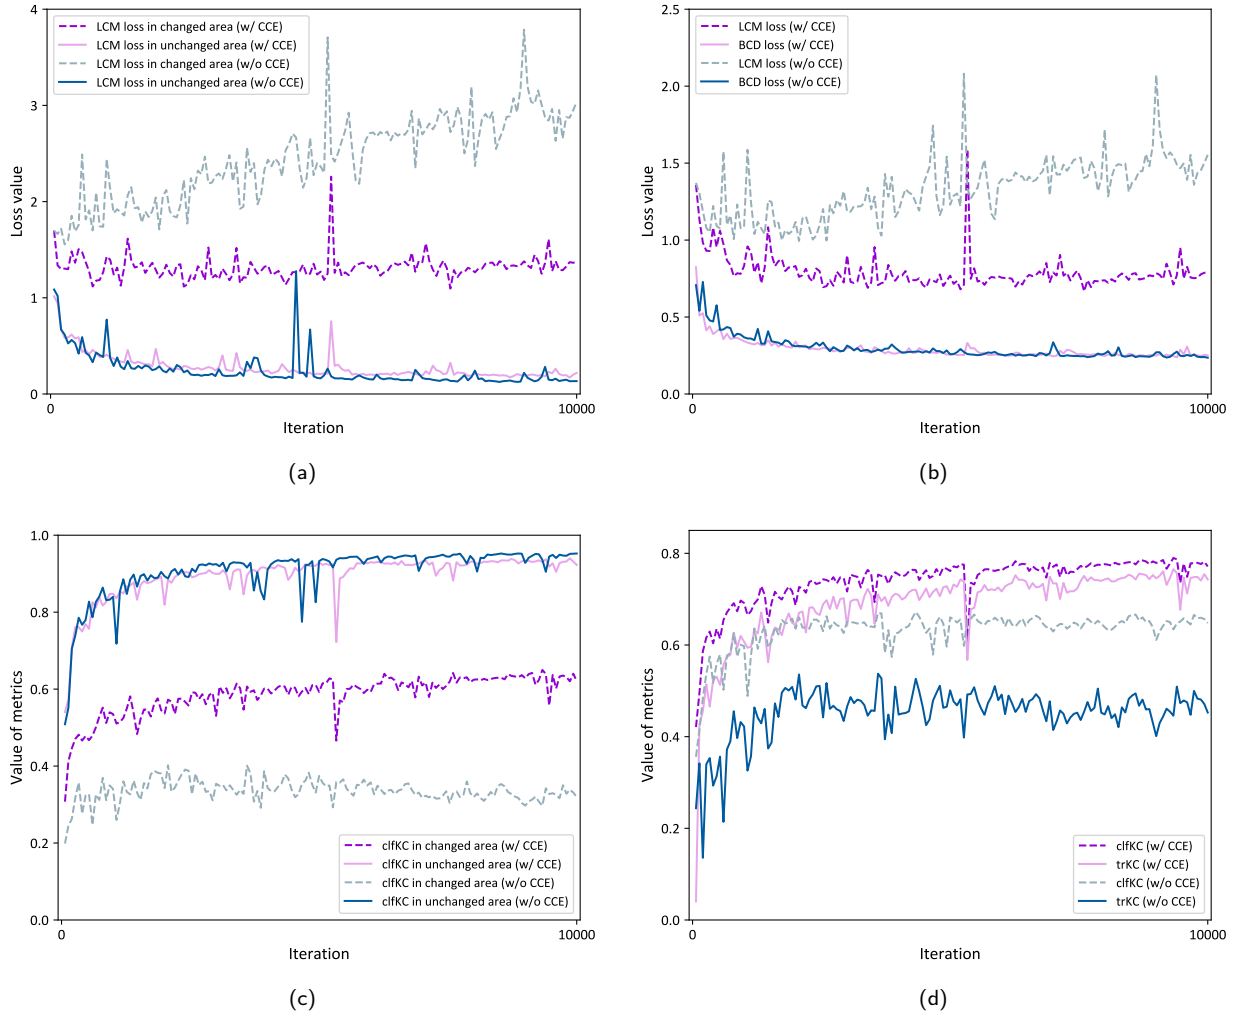 4
3
2
1
0
Loss value
LCM loss in changed area (w/ CCE)
LCM loss in unchanged area (w/ CCE)
LCM loss in changed area (w/o CCE)
LCM loss in unchanged area (w/o CCE)
0
10000
Iteration
(a)
2.5
2.0
1.5
1.0
0.5
0.0
Loss value
LCM loss (w/ CCE)
BCD loss (w/ CCE)
LCM loss (w/o CCE)
BCD loss (w/o CCE)
0
10000
Iteration
(b)
1.0
0.8
0.6
0.4
0.2
0.0
Value of metrics
clfKC in changed area (w/ CCE)
clfKC in unchanged area (w/ CCE)
clfKC in changed area (w/o CCE)
clfKC in unchanged area (w/o CCE)
0
10000
Iteration
(c)
0.8
0.6
0.4
0.2
0.0
Value of metrics
clfKC (w/ CCE)
trKC (w/ CCE)
clfKC (w/o CCE)
trKC (w/o CCE)
0
10000
Iteration
(d)